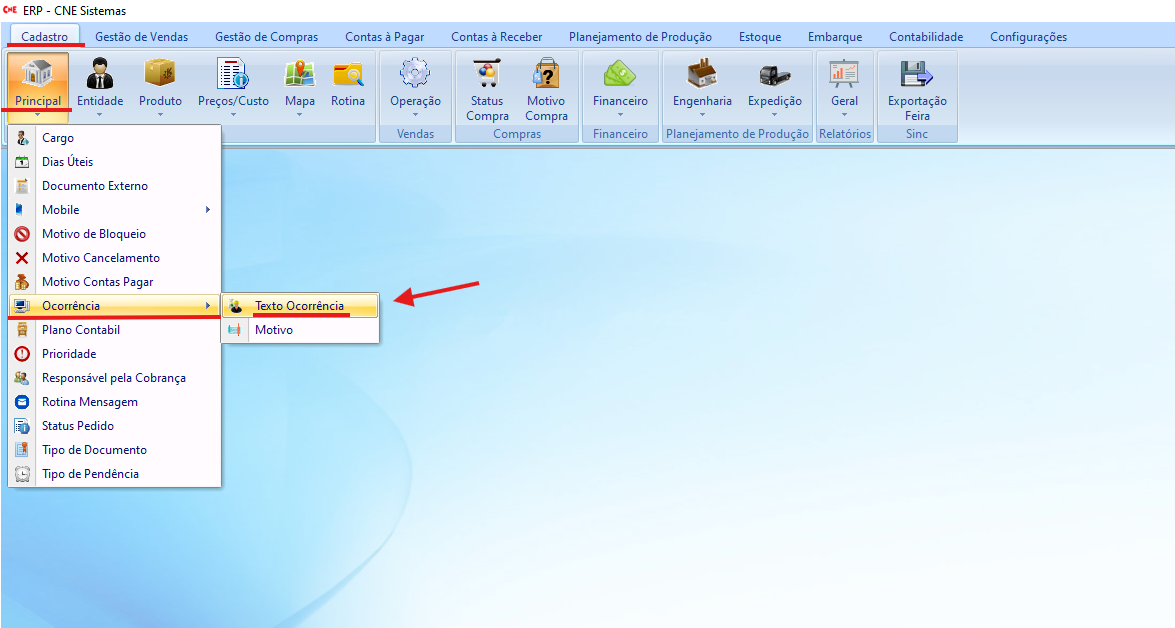 CNE ERP - CNE Sistemas
Cadastro Gestão de Vendas Gestão de Compras Contas à Pagar Contas à Receber Planejamento de Produção Estoque Embarque Contabilidade Configurações
Principal Entidade Produto Preços/Custo Mapa Rotina Operação Status Compra Motivo Compra Financeiro Engenharia Expedição Geral Exportação Feira
Vendas Compras Financeiro Planejamento de Produção Relatórios Sinc
Cargo
Dias Úteis
Documento Externo
Mobile
Motivo de Bloqueio
Motivo Cancelamento
Motivo Contas Pagar
Ocorrência Texto Ocorrência
Plano Contabil Motivo
Prioridade
Responsável pela Cobrança
Rotina Mensagem
Status Pedido
Tipo de Documento
Tipo de Pendência